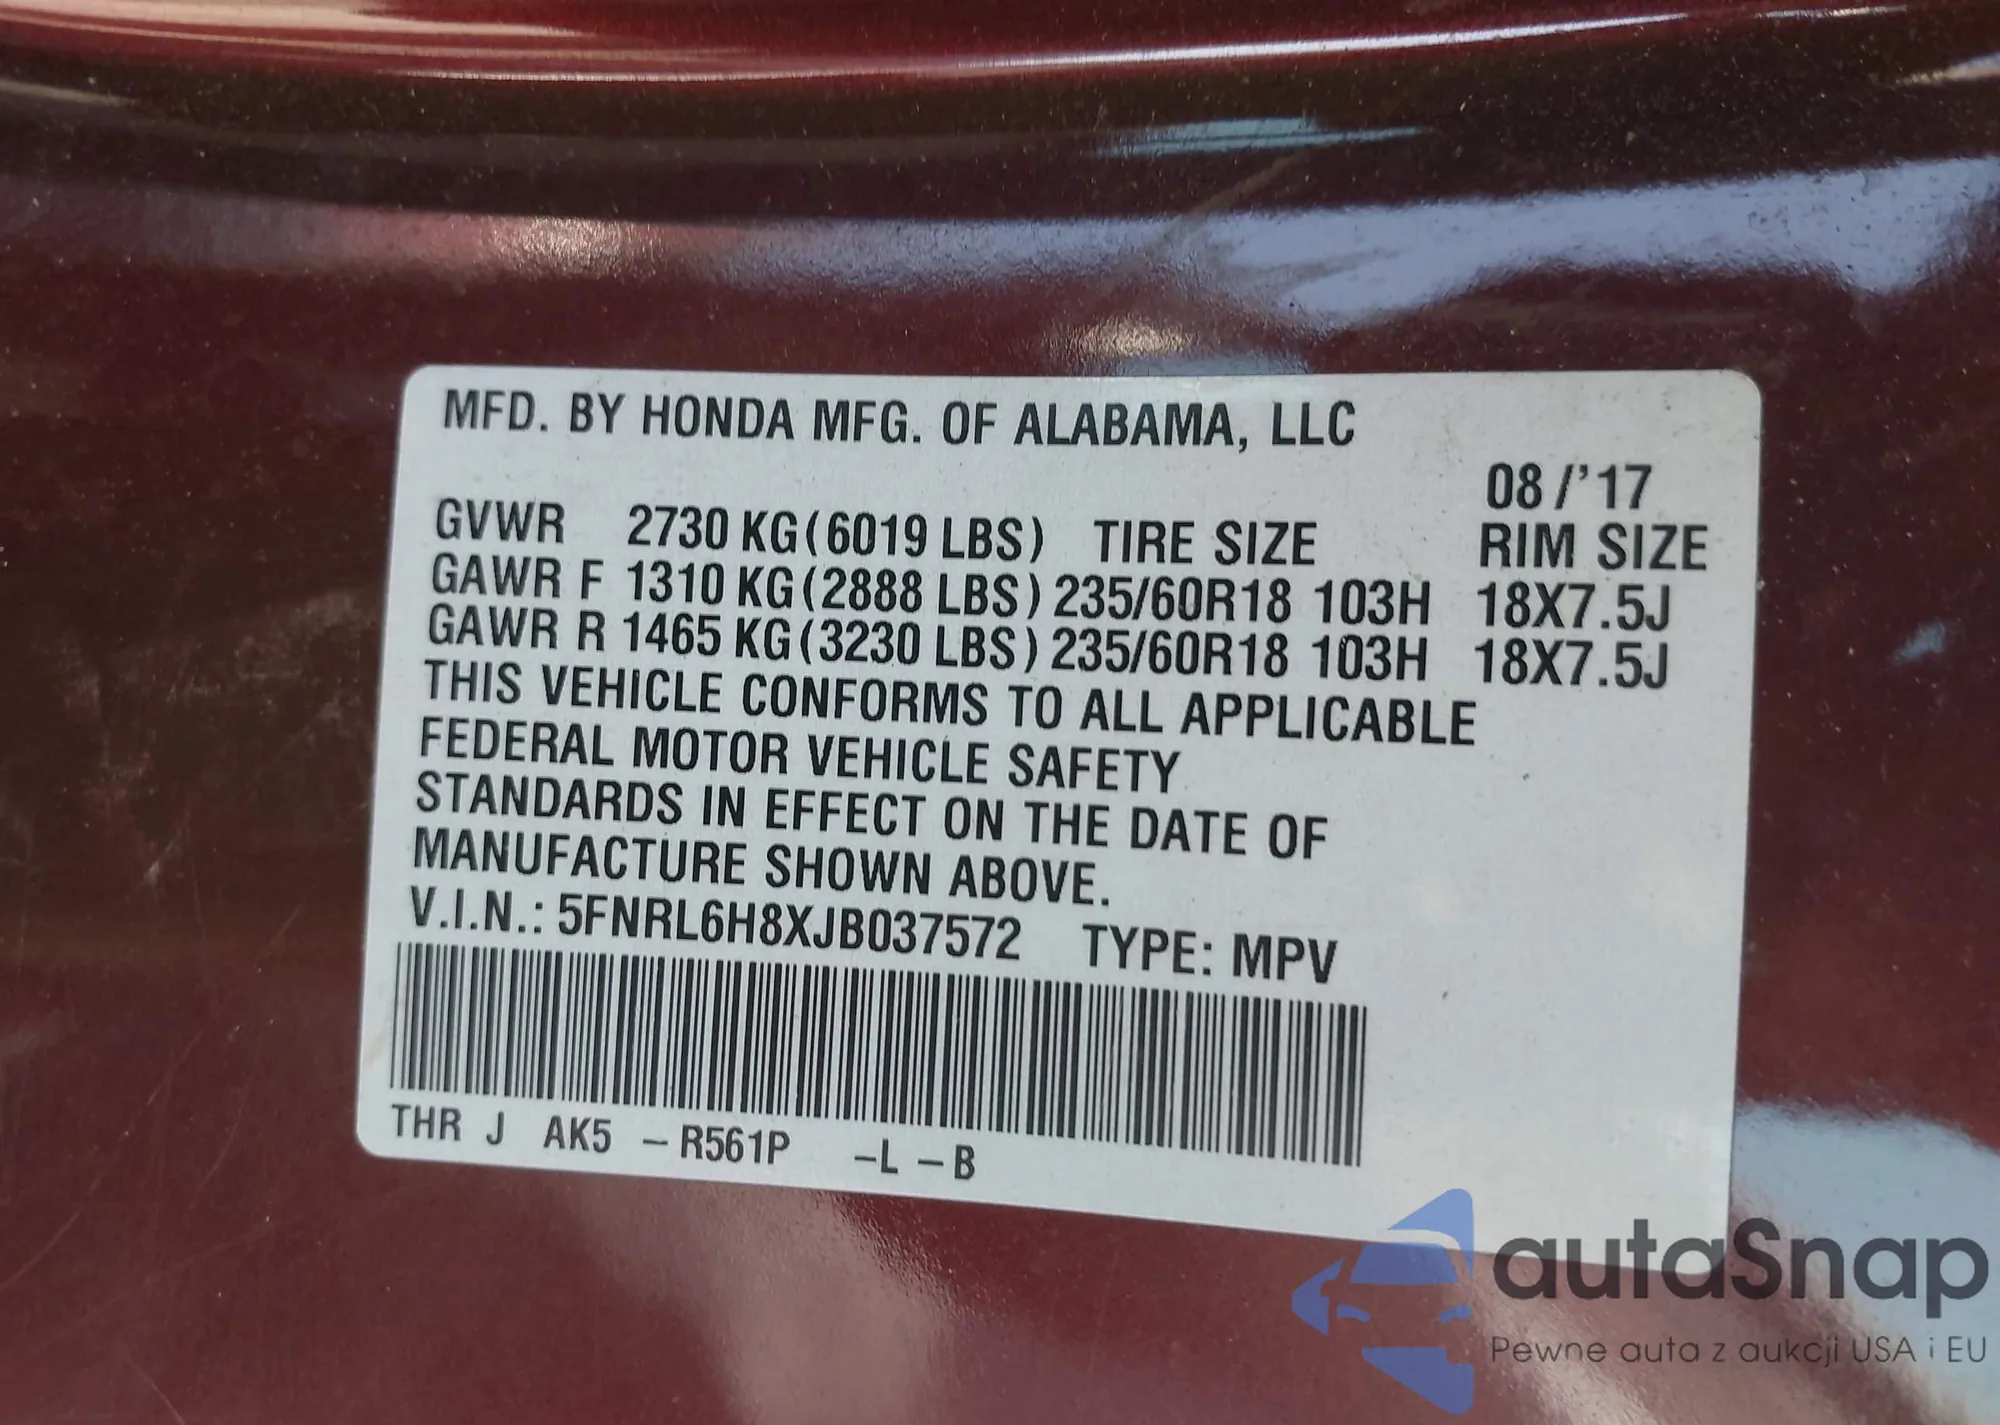 MFD. BY HONDA MFG. OF ALABAMA, LLC
08/'17
GVWR 2730 KG(6019 LBS) TIRE SIZE RIM SIZE
GAWR F 1310 KG(2888 LBS) 235/60R18 103H 18X7.5J
GAWR R 1465 KG(3230 LBS) 235/60R18 103H 18X7.5J
THIS VEHICLE CONFORMS TO ALL APPLICABLE
FEDERAL MOTOR VEHICLE SAFETY
STANDARDS IN EFFECT ON THE DATE OF
MANUFACTURE SHOWN ABOVE.
V.I.N.: 5FNRL6H8XJB037572 TYPE: MPV
THR J AK5 –R561P –L –B
autaSnap
Pewne auta z aukcji USA i EU